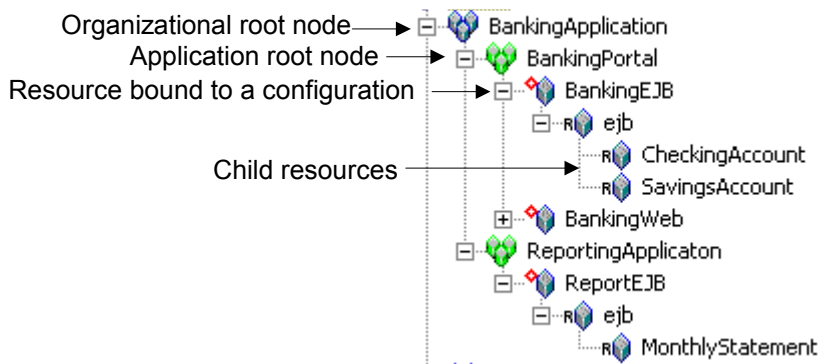 Organizational root node
BankingApplication
Application root node
BankingPortal
Resource bound to a configuration
BankingEJB
R ejb
R CheckingAccount
Child resources
R SavingsAccount
BankingWeb
ReportingApplicaton
ReportEJB
R ejb
R MonthlyStatement